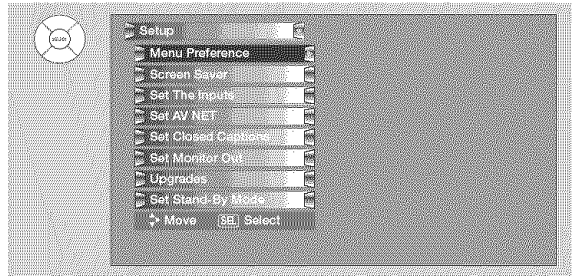 SELECT
Setup
Menu Preference
Screen Saver
Set The Inputs
Set AV NET
Set Closed Captions
Set Monitor Out
Upgrades
Set Stand-By Mode
Move SEL Select